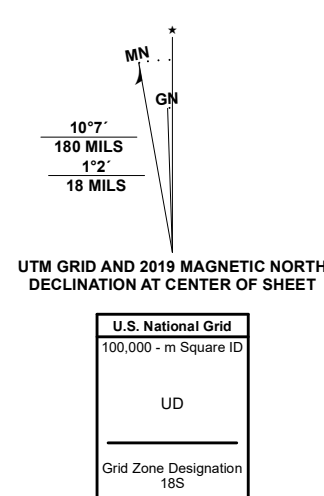 ★
MN
GN
10°7´
180 MILS
1°2´
18 MILS
UTM GRID AND 2019 MAGNETIC NORTH
DECLINATION AT CENTER OF SHEET
U.S. National Grid
100,000 - m Square ID
UD
Grid Zone Designation
18S